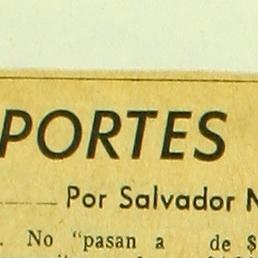 PORTES
Por Salvador N
. No "pasan a de $